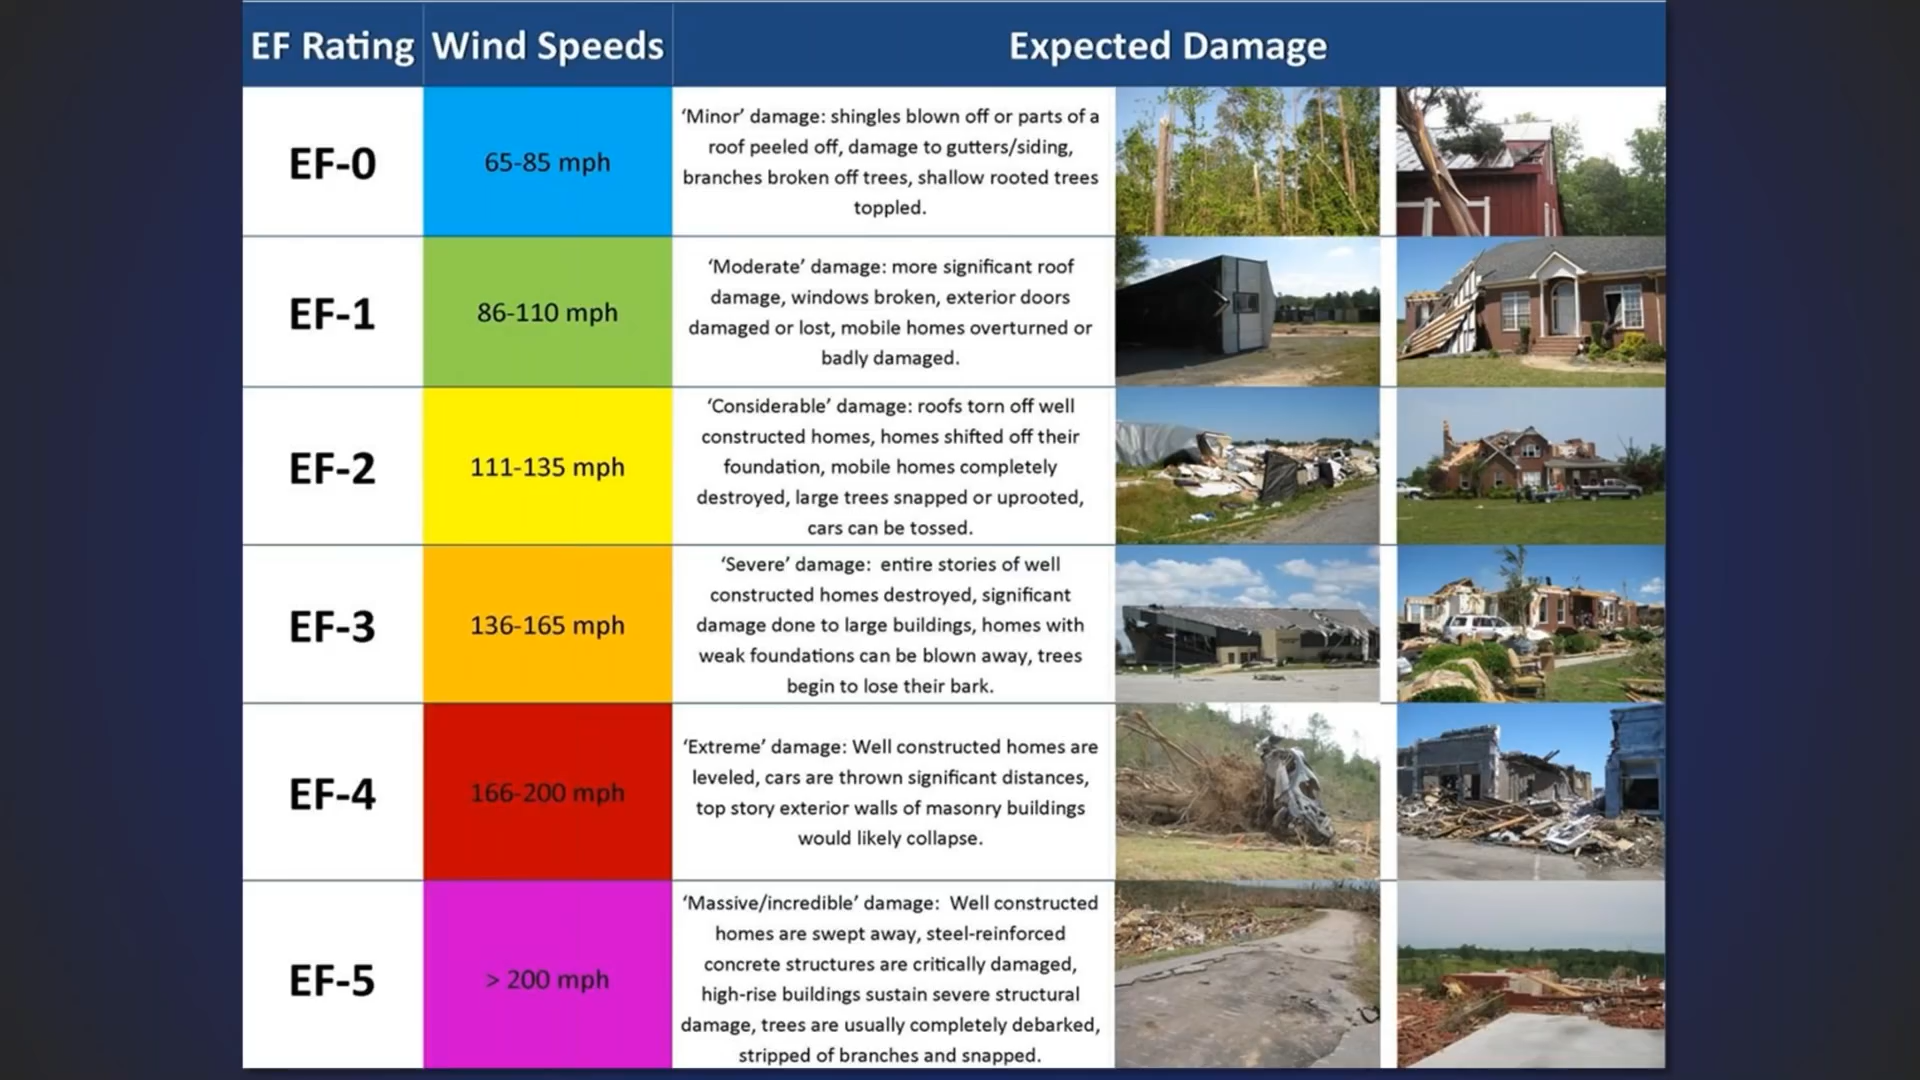 EF Rating Wind Speeds Expected Damage
EF-0
65-85 mph
‘Minor’ damage: shingles blown off or parts of a
roof peeled off, damage to gutters/siding,
branches broken off trees, shallow rooted trees
toppled.
EF-1
86-110 mph
‘Moderate’ damage: more significant roof
damage, windows broken, exterior doors
damaged or lost, mobile homes overturned or
badly damaged.
EF-2
111-135 mph
‘Considerable’ damage: roofs torn off well
constructed homes, homes shifted off their
foundation, mobile homes completely
destroyed, large trees snapped or uprooted,
cars can be tossed.
EF-3
136-165 mph
‘Severe’ damage: entire stories of well
constructed homes destroyed, significant
damage done to large buildings, homes with
weak foundations can be blown away, trees
begin to lose their bark.
EF-4
166-200 mph
‘Extreme’ damage: Well constructed homes are
leveled, cars are thrown significant distances,
top story exterior walls of masonry buildings
would likely collapse.
EF-5
> 200 mph
‘Massive/incredible’ damage: Well constructed
homes are swept away, steel-reinforced
concrete structures are critically damaged,
high-rise buildings sustain severe structural
damage, trees are usually completely debarked,
stripped of branches and snapped.